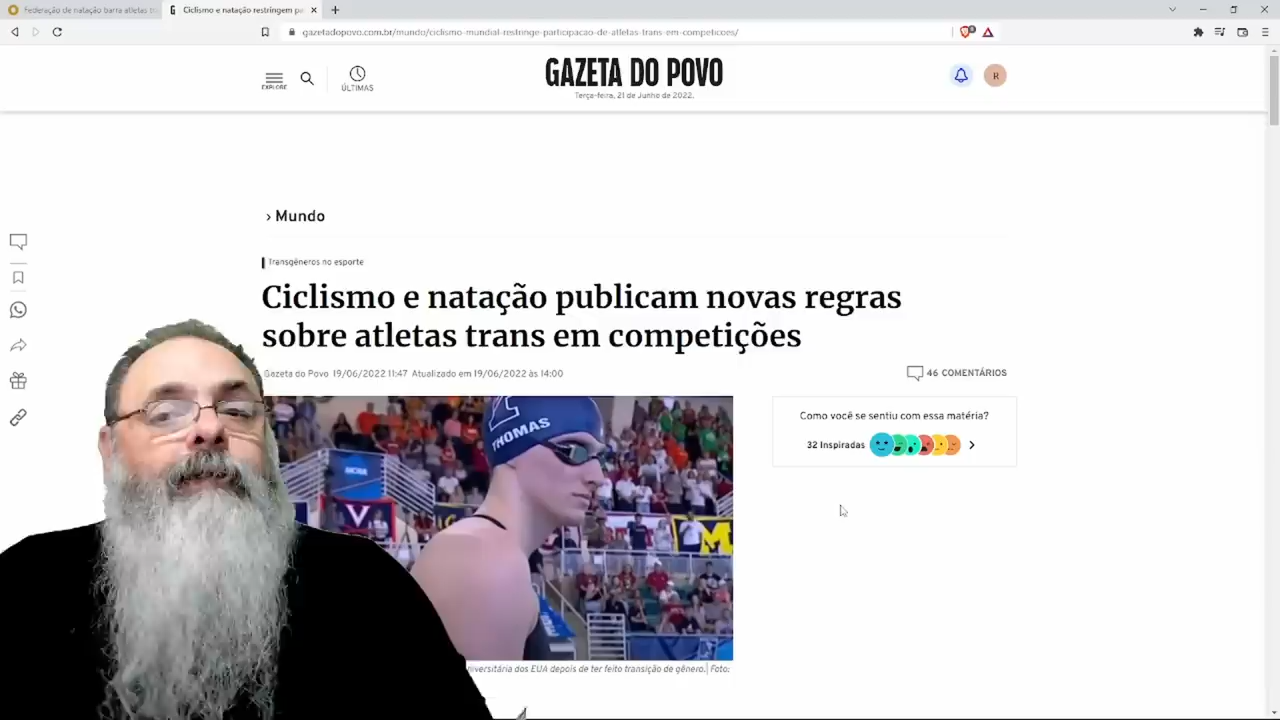 federação de natação barra atletas
Ciclismo e natação restringem pa
gazetadopovo.com.br/mundo/ciclismo-mundial-restringe-participacao-de-atletas-trans-em-competicoes/
EXPLORE
ÚLTIMAS
GAZETA DO POVO
Terça-feira, 21 de Junho de 2022.
R
› Mundo
Transgêneros no esporte
Ciclismo e natação publicam novas regras
sobre atletas trans em competições
Gazeta do Povo 19/06/2022 11:47 Atualizado em 19/06/2022 às 14:00
46 COMENTÁRIOS
Como você se sentiu com essa matéria?
32 Inspiradas
THOMAS
NCAA
V
M
niversitária dos EUA depois de ter feito transição de gênero.| Foto: